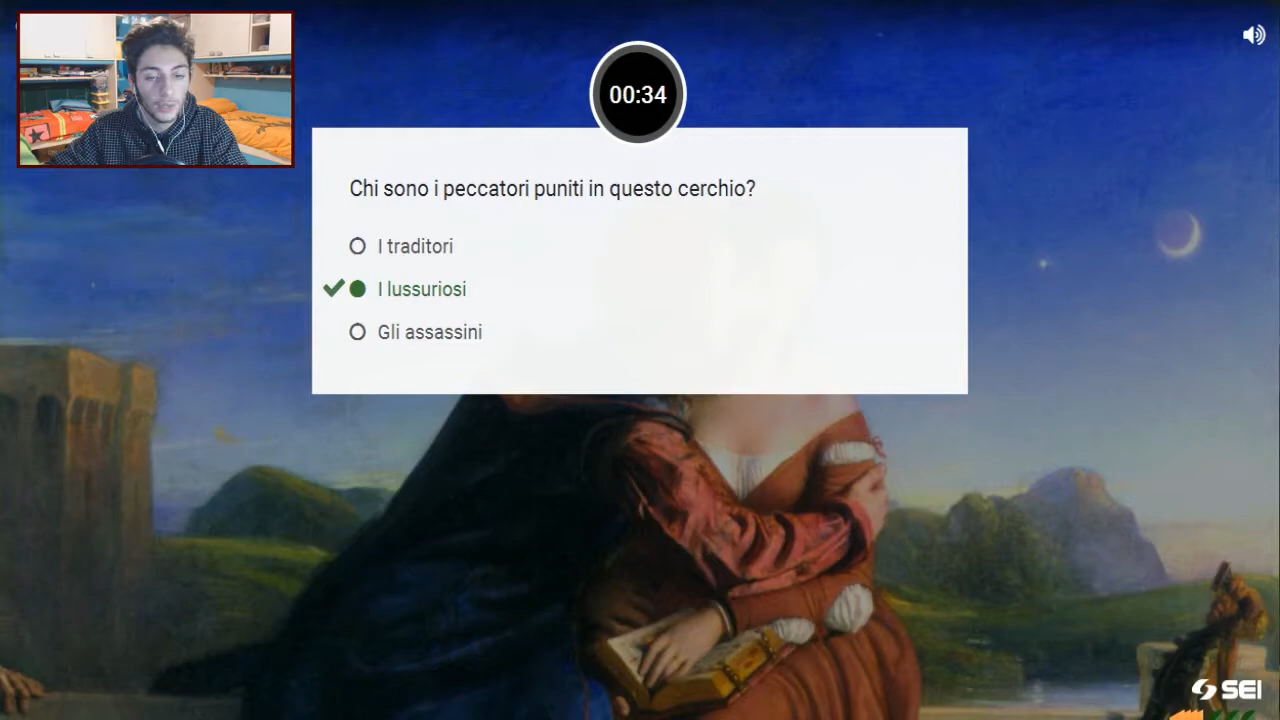 00:34
Chi sono i peccatori puniti in questo cerchio?
I traditori
I lussuriosi
Gli assassini
SEI